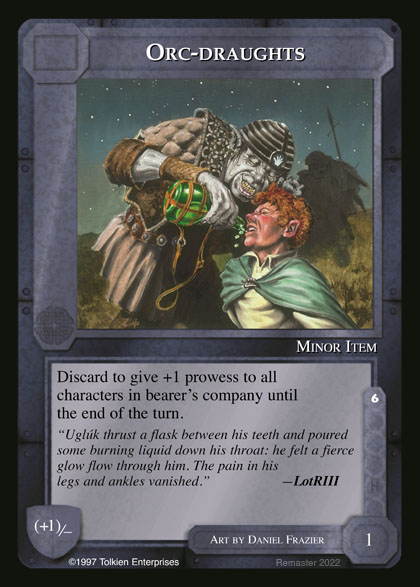 ORC-DRAUGHTS
MINOR ITEM
Discard to give +1 prowess to all
characters in bearer's company until
the end of the turn.
6
“Uglúk thrust a flask between his teeth and poured
some burning liquid down his throat: he felt a fierce
glow flow through him. The pain in his
legs and ankles vanished.” —LotRIII
H
(+1)/–
ART BY DANIEL FRAZIER
1
©1997 Tolkien Enterprises
Remaster 2022